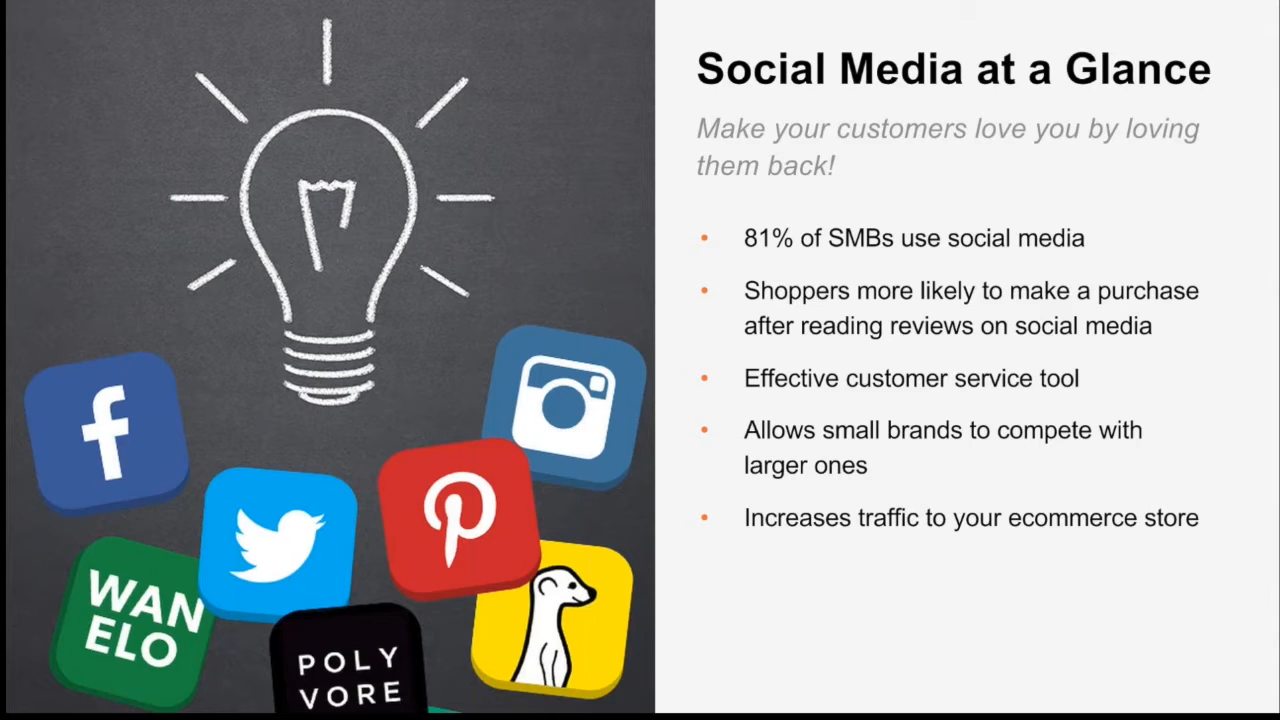 Social Media at a Glance
Make your customers love you by loving
them back!
• 81% of SMBs use social media
• Shoppers more likely to make a purchase
after reading reviews on social media
• Effective customer service tool
• Allows small brands to compete with
larger ones
• Increases traffic to your ecommerce store
WAN
ELO
POLY
VORE